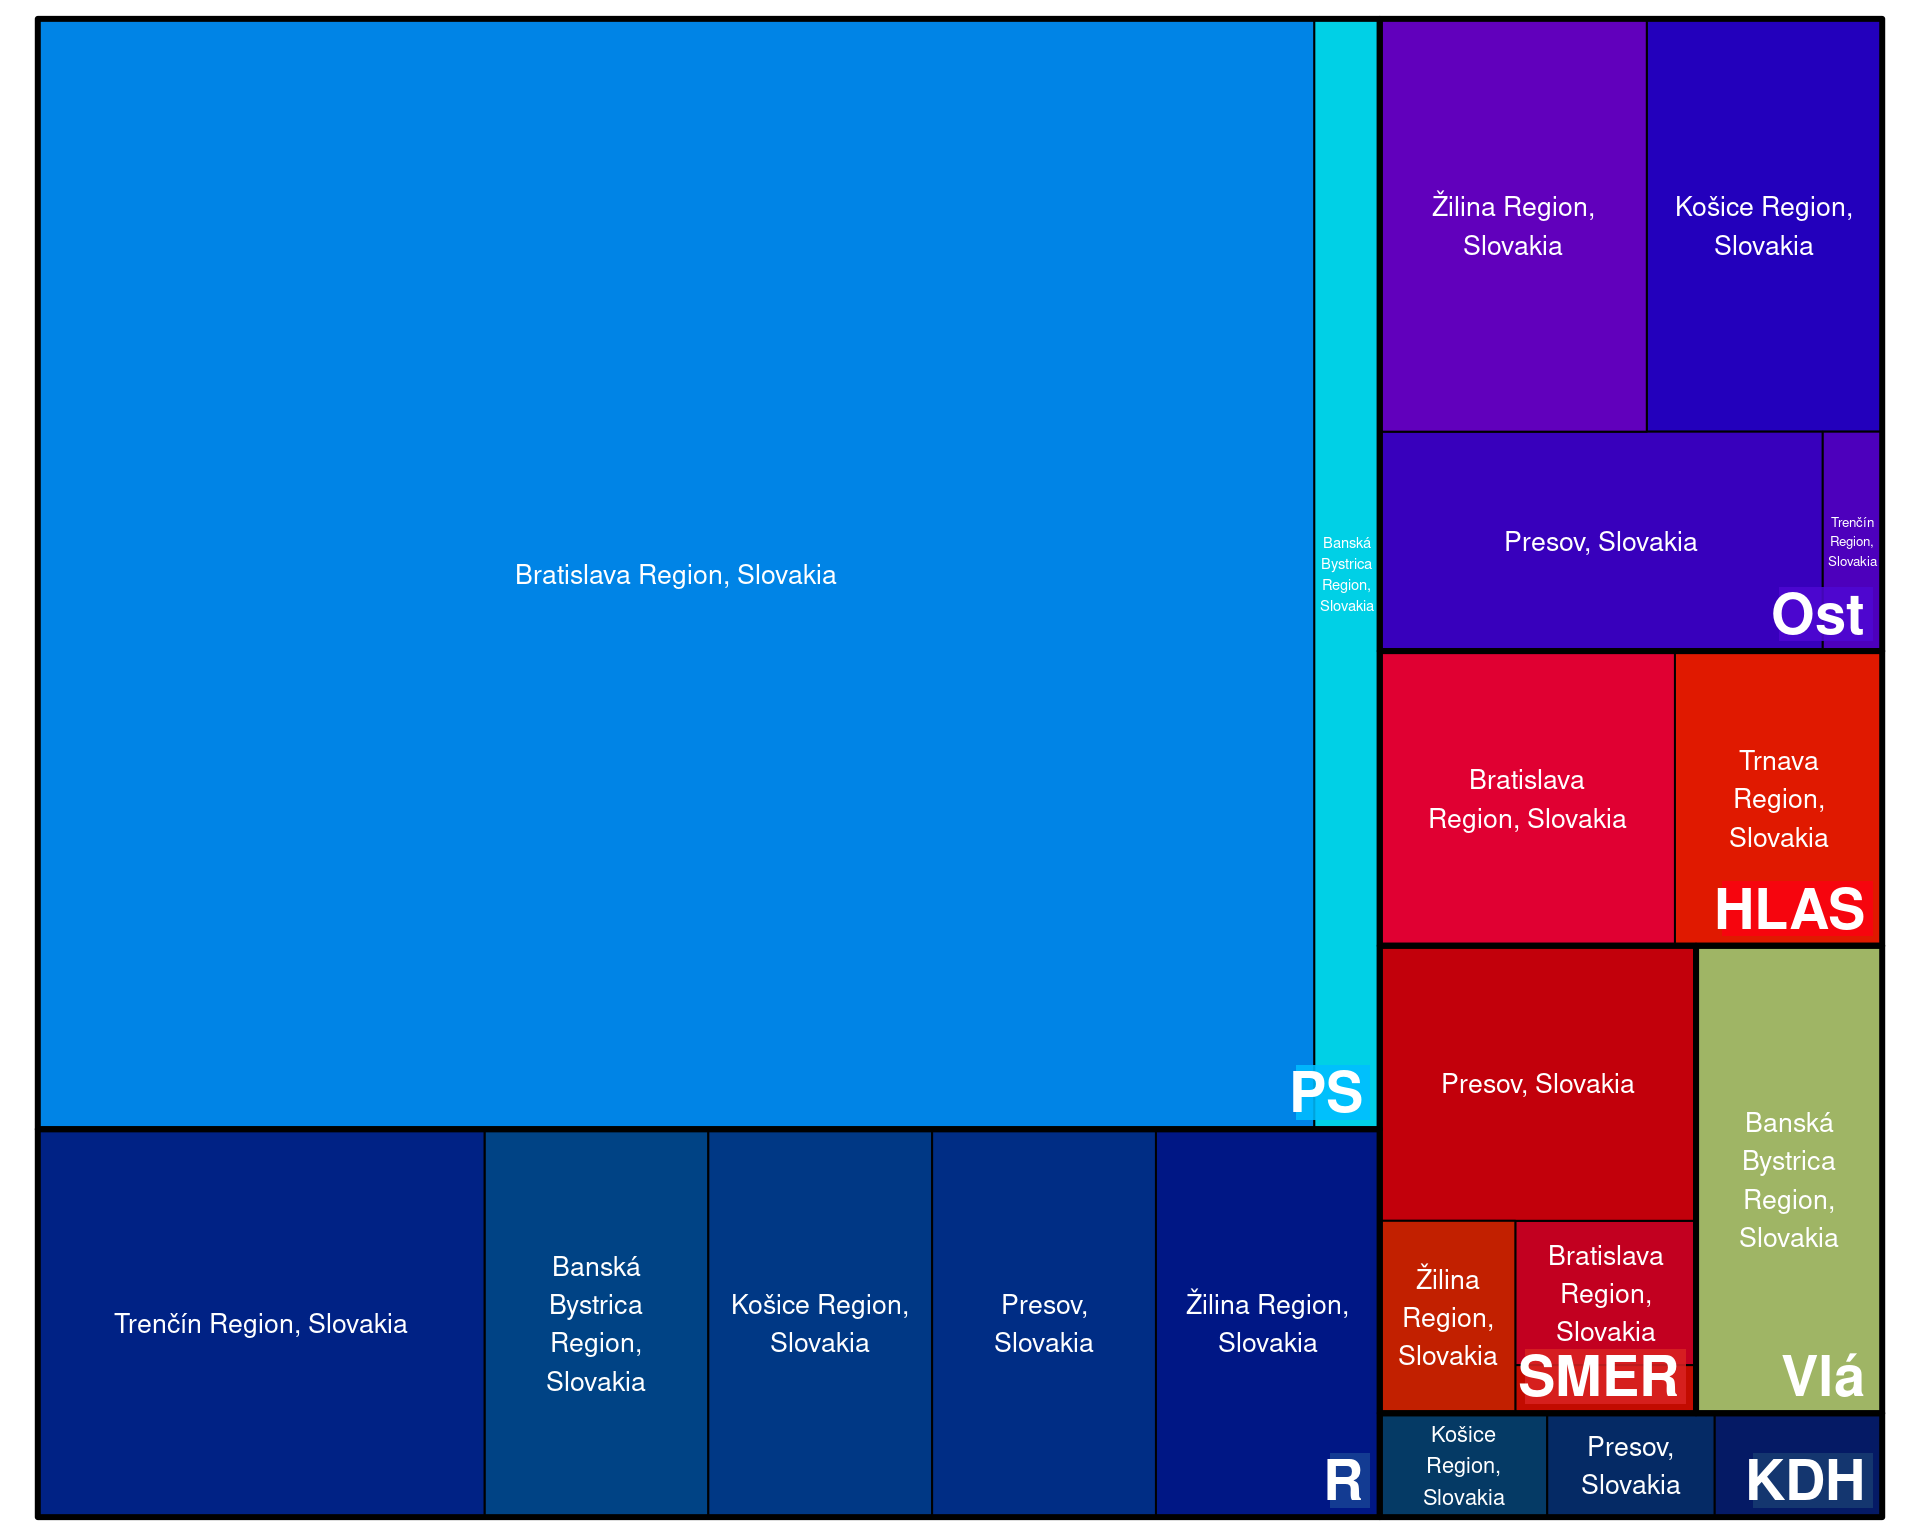 Bratislava Region, Slovakia
Banská
Bystrica
Region,
Slovakia
PS
Trenčín Region, Slovakia
Banská
Bystrica
Region,
Slovakia
Košice Region,
Slovakia
Presov,
Slovakia
Žilina Region,
Slovakia
R
Žilina Region,
Slovakia
Košice Region,
Slovakia
Presov, Slovakia
Trenčín
Region,
Slovakia
Ost
Bratislava
Region, Slovakia
Trnava
Region,
Slovakia
HLAS
Presov, Slovakia
Žilina
Region,
Slovakia
Bratislava
Region,
Slovakia
SMER
Banská
Bystrica
Region,
Slovakia
Vlá
Košice
Region,
Slovakia
Presov,
Slovakia
KDH